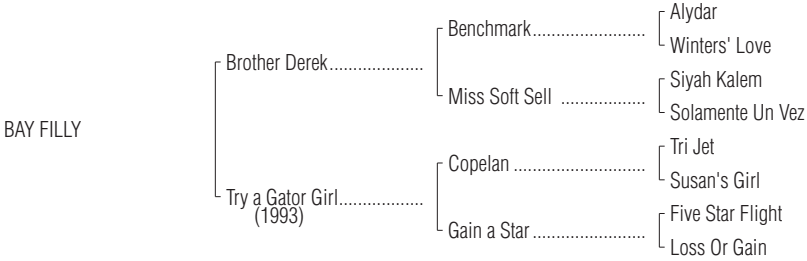 Alydar
Benchmark........................
Winters' Love
Brother Derek....................
Siyah Kalem
Miss Soft Sell ..................
Solamente Un Vez
BAY FILLY
Tri Jet
Copelan ............................
Susan's Girl
Try a Gator Girl..................
(1993)
Five Star Flight
Gain a Star ........................
Loss Or Gain